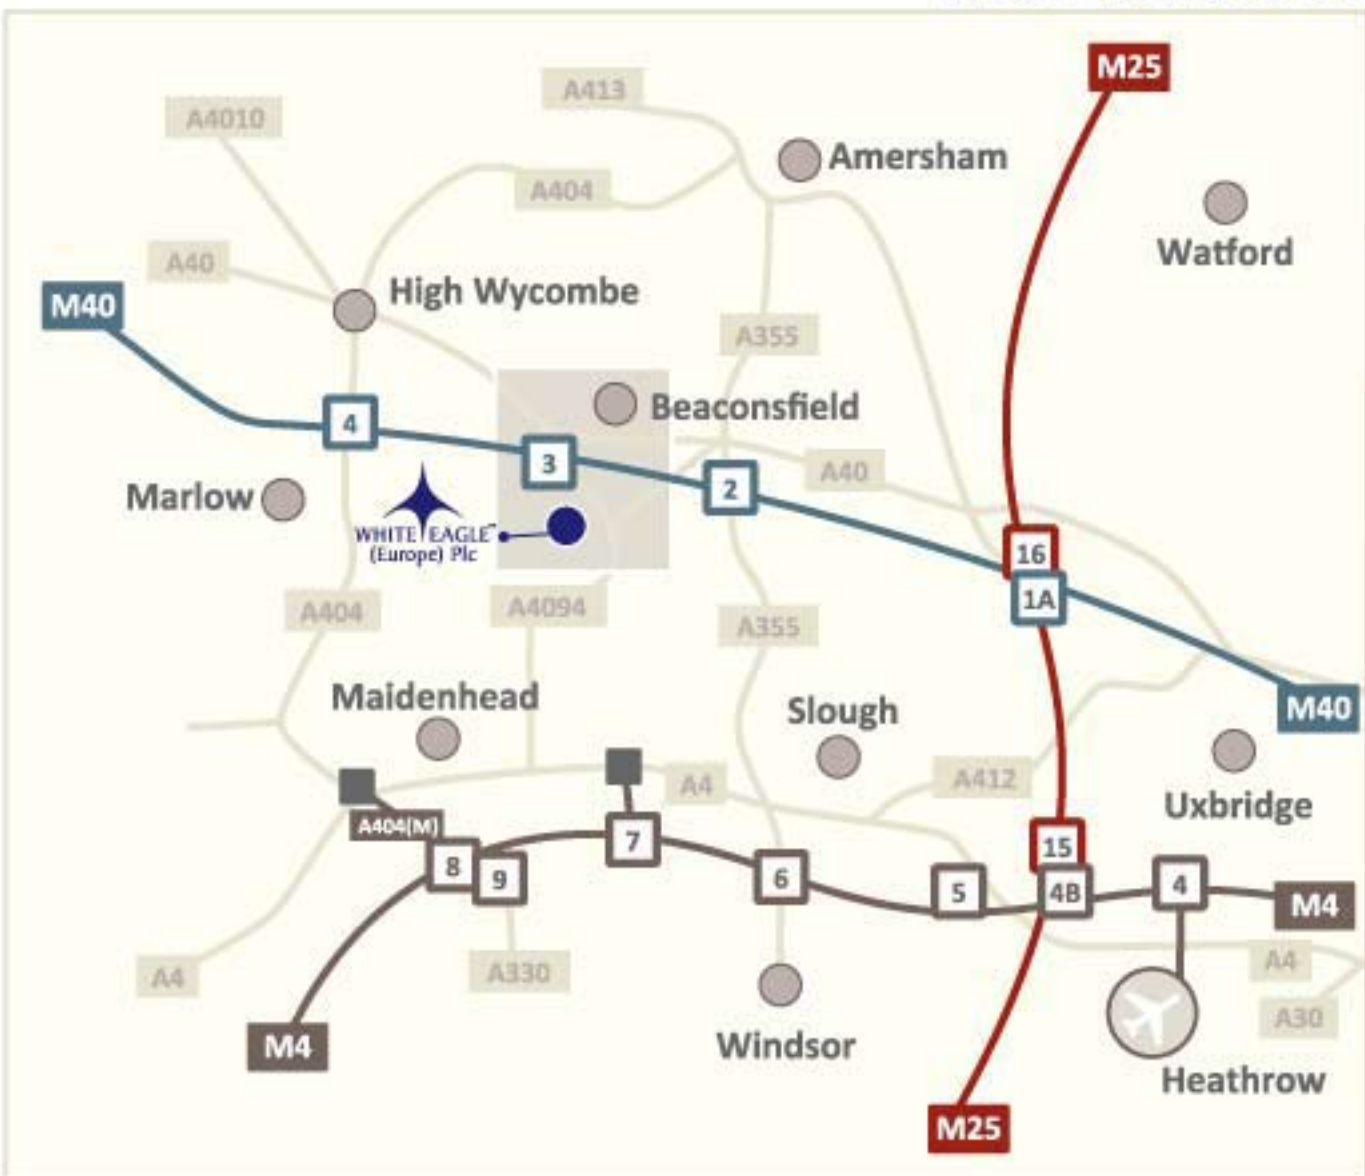 M25
A413
A4010
Amersham
A404
Watford
A40
High Wycombe
M40
A355
Beaconsfield
4
3
A40
2
Marlow
WHITE EAGLE™
(Europe) Plc
16
1A
A404
A4094
A355
Maidenhead
Slough
M40
A4
A412
Uxbridge
A404(M)
7
15
8
9
6
5
4B
4
M4
A4
A330
A4
A30
M4
Windsor
Heathrow
M25